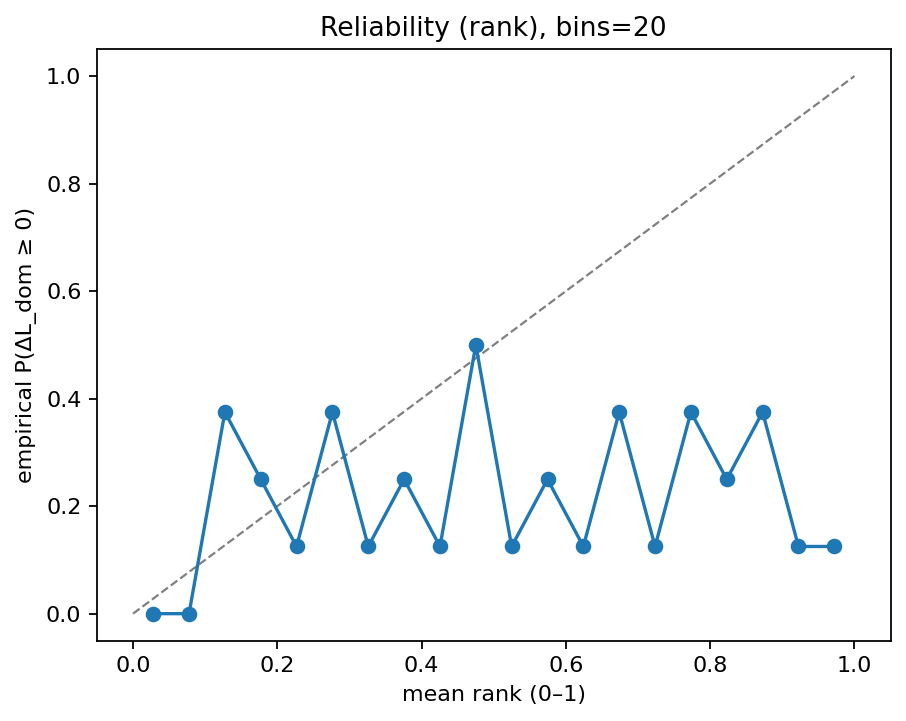 Reliability (rank), bins=20
empirical P(ΔL_dom ≥ 0)
1.0
0.8
0.6
0.4
0.2
0.0
0.0 0.2 0.4 0.6 0.8 1.0
mean rank (0–1)